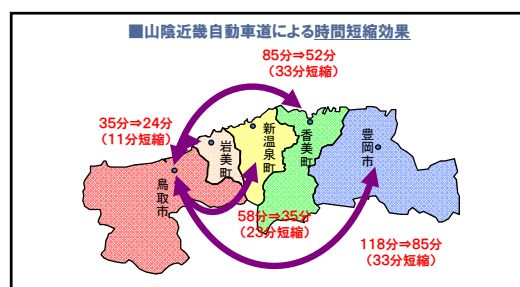 ■山陰近畿自動車道による時間短縮効果
85分⇒52分
（33分短縮）
35分⇒24分
（11分短縮）
岩美町
新温泉町
香美町
豊岡市
鳥取市
58分⇒35分
（23分短縮）
118分⇒85分
（33分短縮）